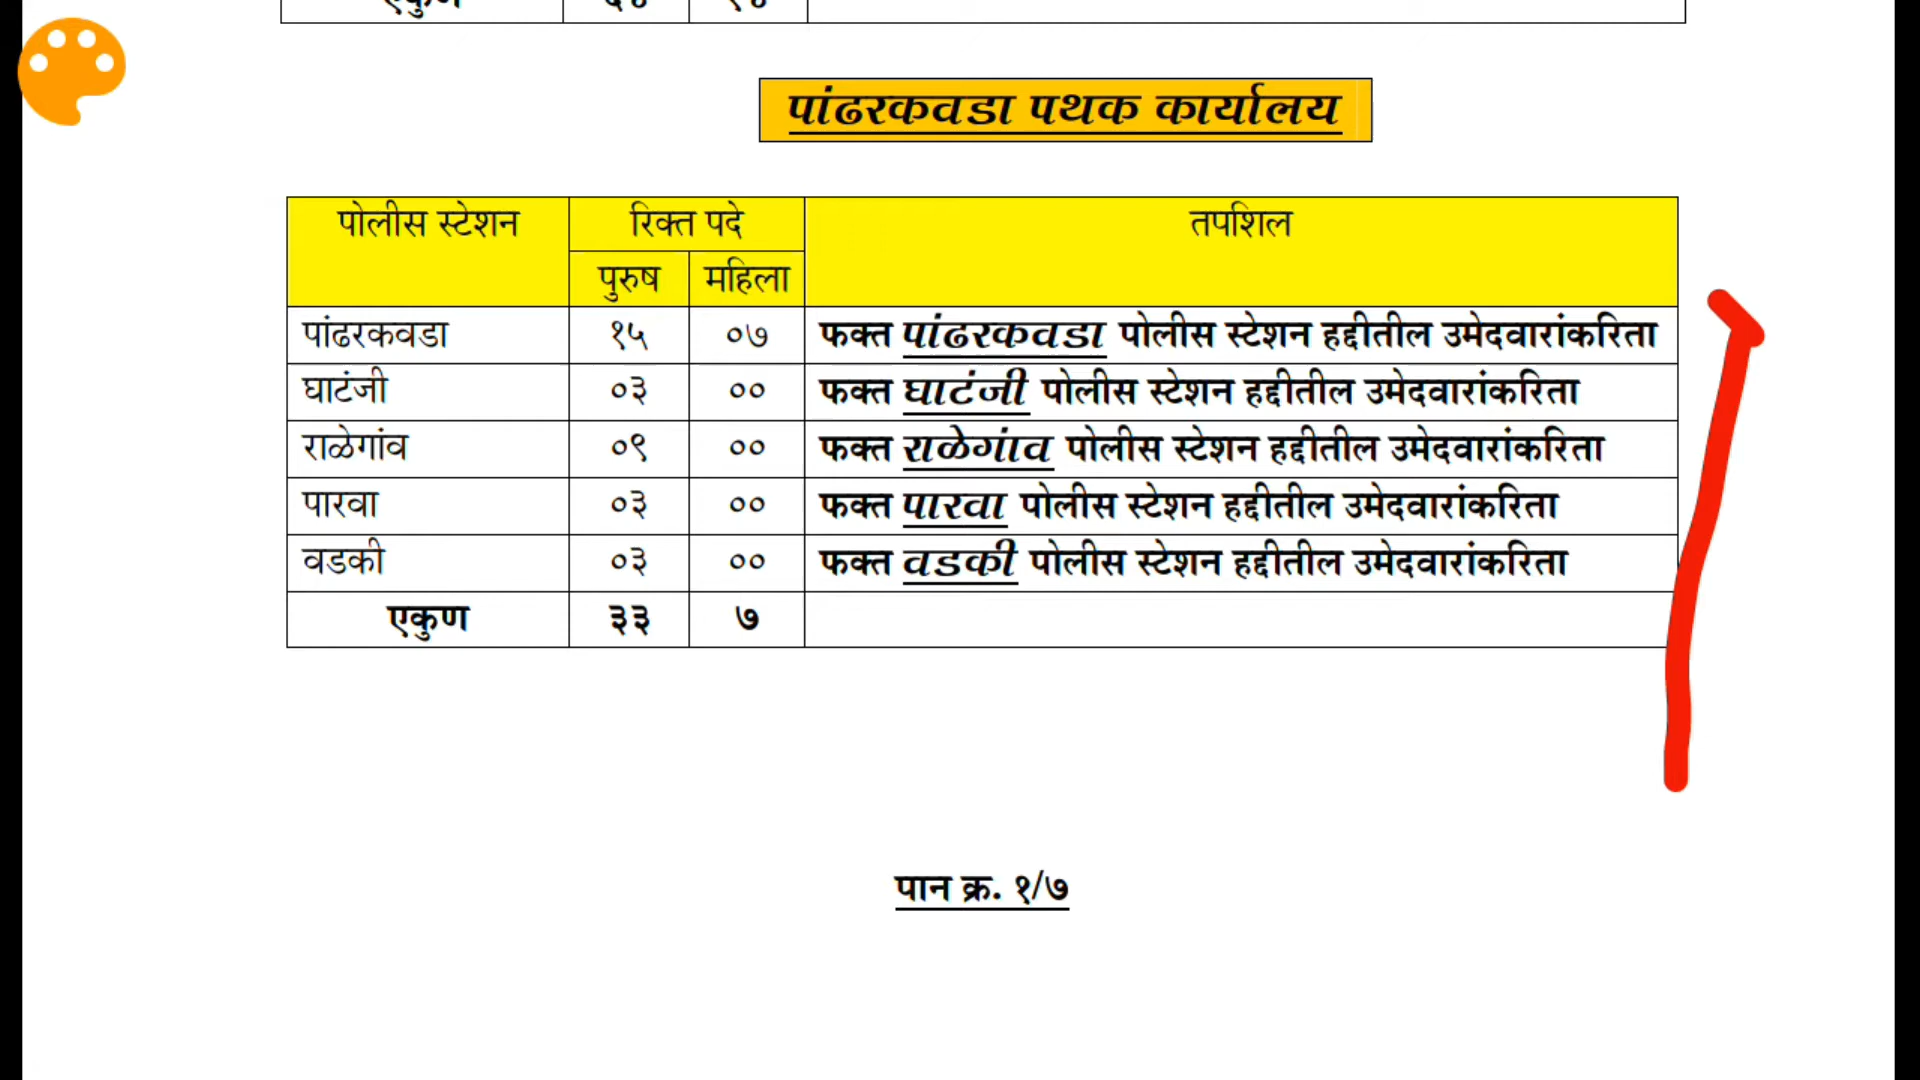 एकुण
पांढरकवडा पथक कार्यालय
पोलीस स्टेशन रिक्त पदे तपशिल
पुरुष महिला
पांढरकवडा १५ ०७ फक्त पांढरकवडा पोलीस स्टेशन हद्दीतील उमेदवारांकरिता
घाटंजी ०३ ०० फक्त घाटंजी पोलीस स्टेशन हद्दीतील उमेदवारांकरिता
राळेगांव ०९ ०० फक्त राळेगांव पोलीस स्टेशन हद्दीतील उमेदवारांकरिता
पारवा ०३ ०० फक्त पारवा पोलीस स्टेशन हद्दीतील उमेदवारांकरिता
वडकी ०३ ०० फक्त वडकी पोलीस स्टेशन हद्दीतील उमेदवारांकरिता
एकुण ३३ ७
पान क्र. १/७